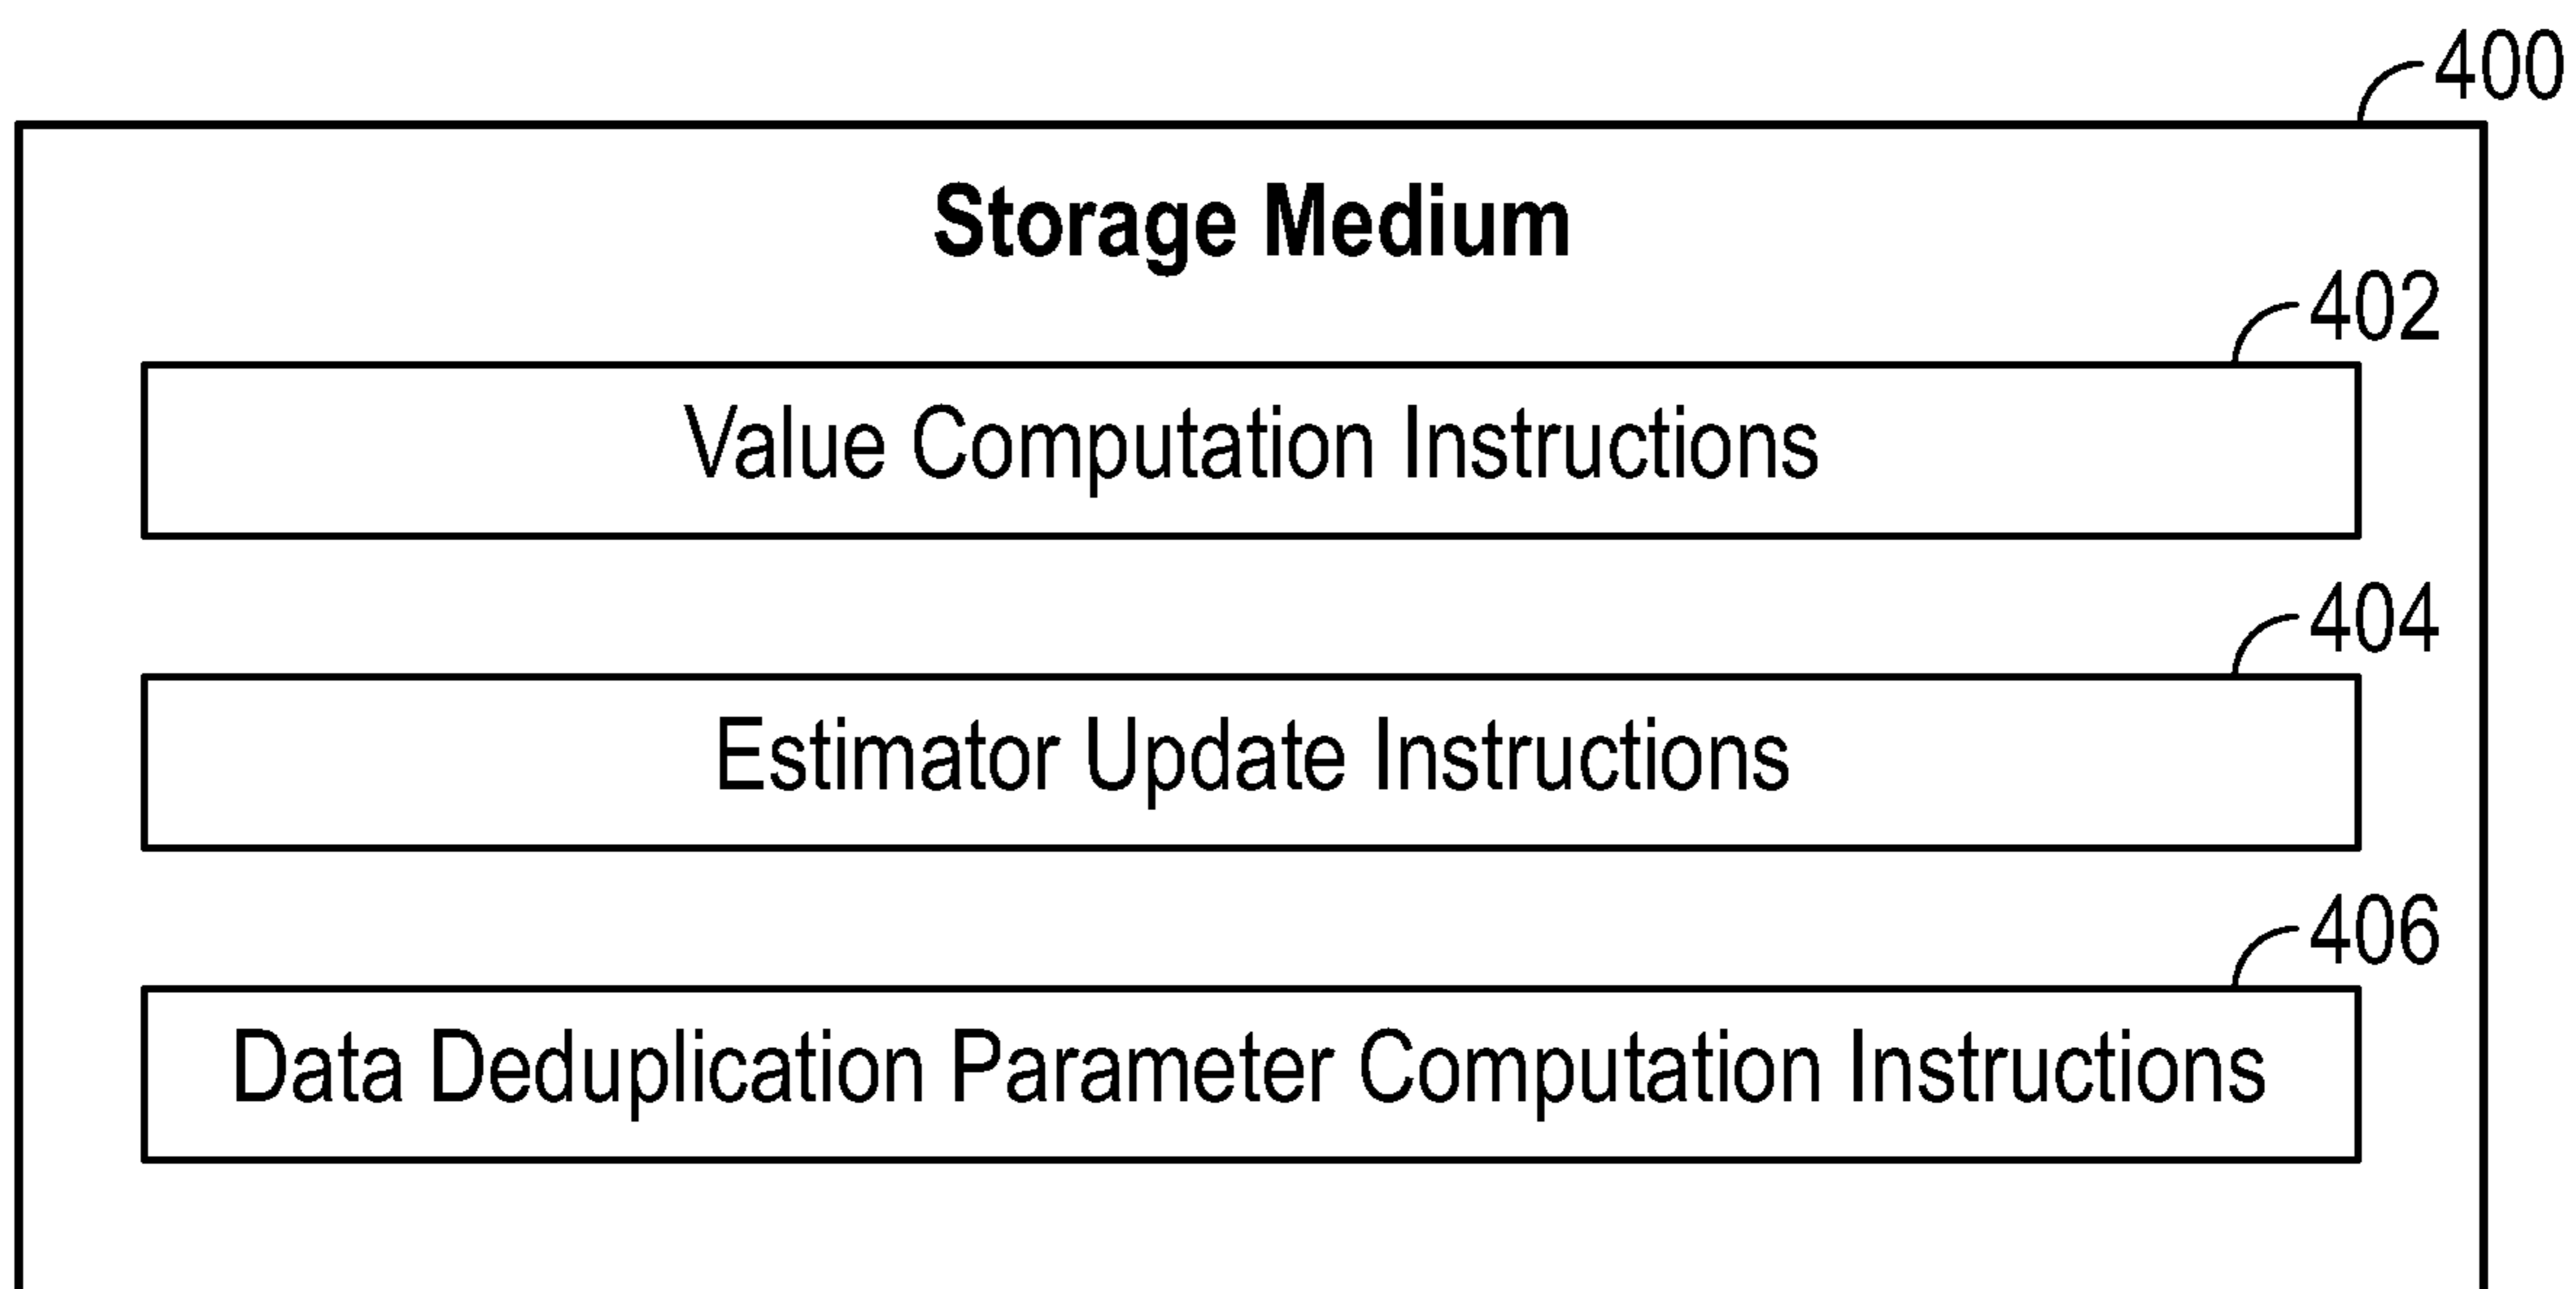 400
Storage Medium
402
Value Computation Instructions
404
Estimator Update Instructions
406
Data Deduplication Parameter Computation Instructions